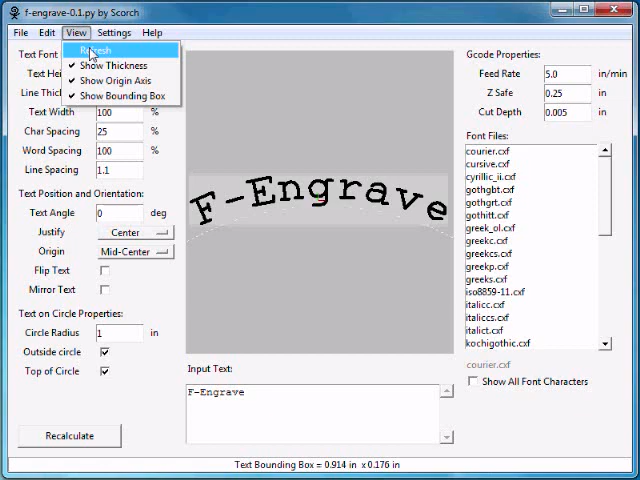 f-engrave-0.1.py by Scorch
File Edit View Settings Help
Refresh
Show Thickness
Show Origin Axis
Show Bounding Box
Text Font
Text Hei
Line Thick
Text Width 100 %
Char Spacing 25 %
Word Spacing 100 %
Line Spacing 1.1
Text Position and Orientation:
Text Angle 0 deg
Justify Center
Origin Mid-Center
Flip Text
Mirror Text
Text on Circle Properties:
Circle Radius 1 in
Outside circle
Top of Circle
Recalculate
F-Engrave
Input Text:
F-Engrave
Gcode Properties:
Feed Rate 5.0 in/min
Z Safe 0.25 in
Cut Depth 0.005 in
Font Files:
courier.cxf
cursive.cxf
cyrillic_ii.cxf
gothgbt.cxf
gothgrt.cxf
gothitt.cxf
greek_ol.cxf
greekc.cxf
greekcs.cxf
greekp.cxf
greeks.cxf
iso8859-11.cxf
italicc.cxf
italiccs.cxf
italict.cxf
kochigothic.cxf
courier.cxf
Show All Font Characters
Text Bounding Box = 0.914 in x 0.176 in